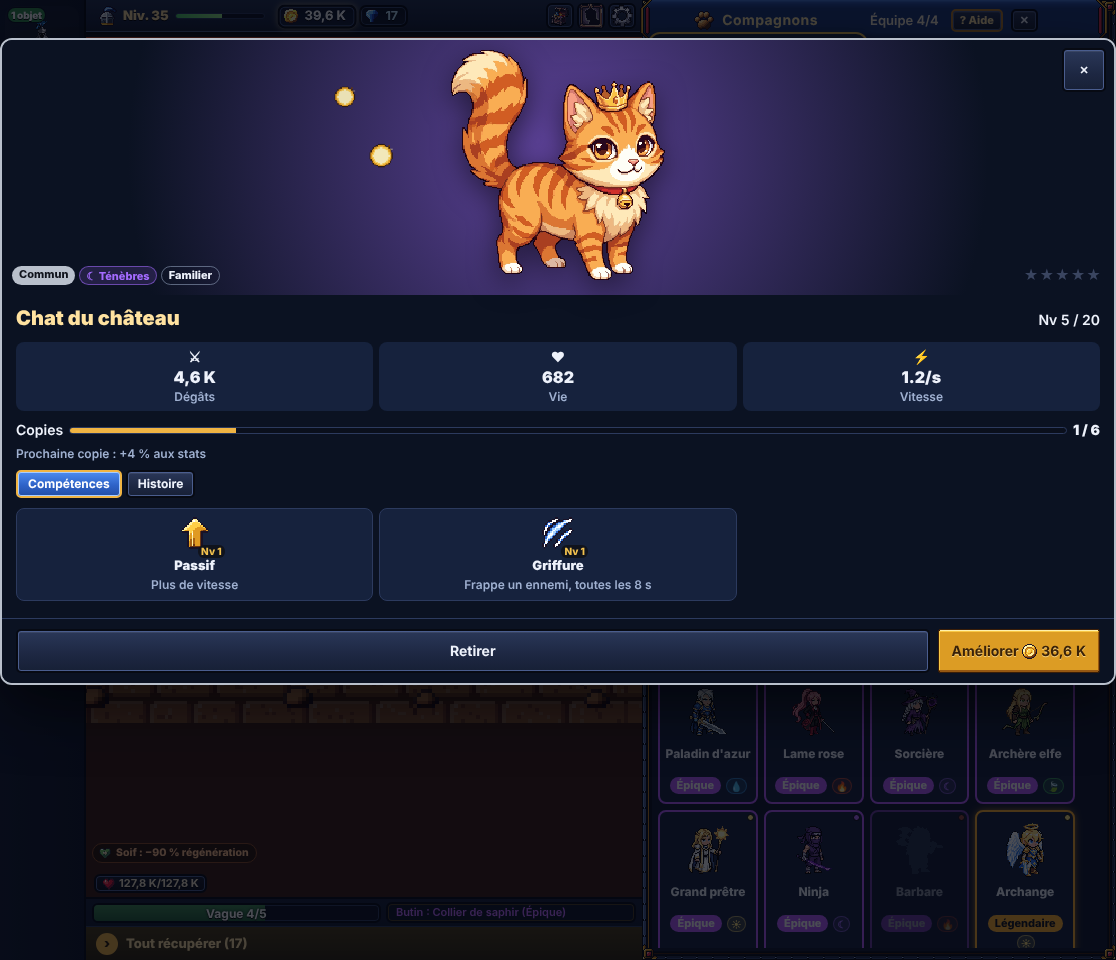 1 objet
Niv. 35
39,6 K
17
Compagnons
Équipe 4/4
? Aide
×
×
Commun
Ténèbres
Familier
★★★★★
Chat du château
Nv 5 / 20
4,6 K
Dégâts
682
Vie
1.2/s
Vitesse
Copies
1 / 6
Prochaine copie : +4 % aux stats
Compétences
Histoire
Nv 1
Passif
Plus de vitesse
Nv 1
Griffure
Frappe un ennemi, toutes les 8 s
Retirer
Améliorer 36,6 K
Paladin d'azur
Lame rose
Sorcière
Archère elfe
Épique
Épique
Épique
Épique
Grand prêtre
Ninja
Barbare
Archange
Épique
Épique
Épique
Légendaire
Soif : −90 % régénération
127,8 K/127,8 K
Vague 4/5
Butin : Collier de saphir (Épique)
Tout récupérer (17)